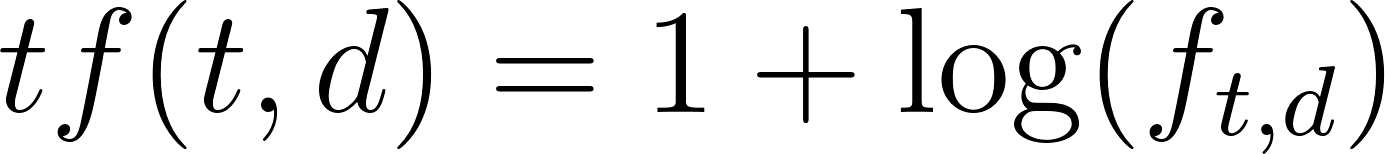 tf(t, d) = 1 + log(f_{t,d})